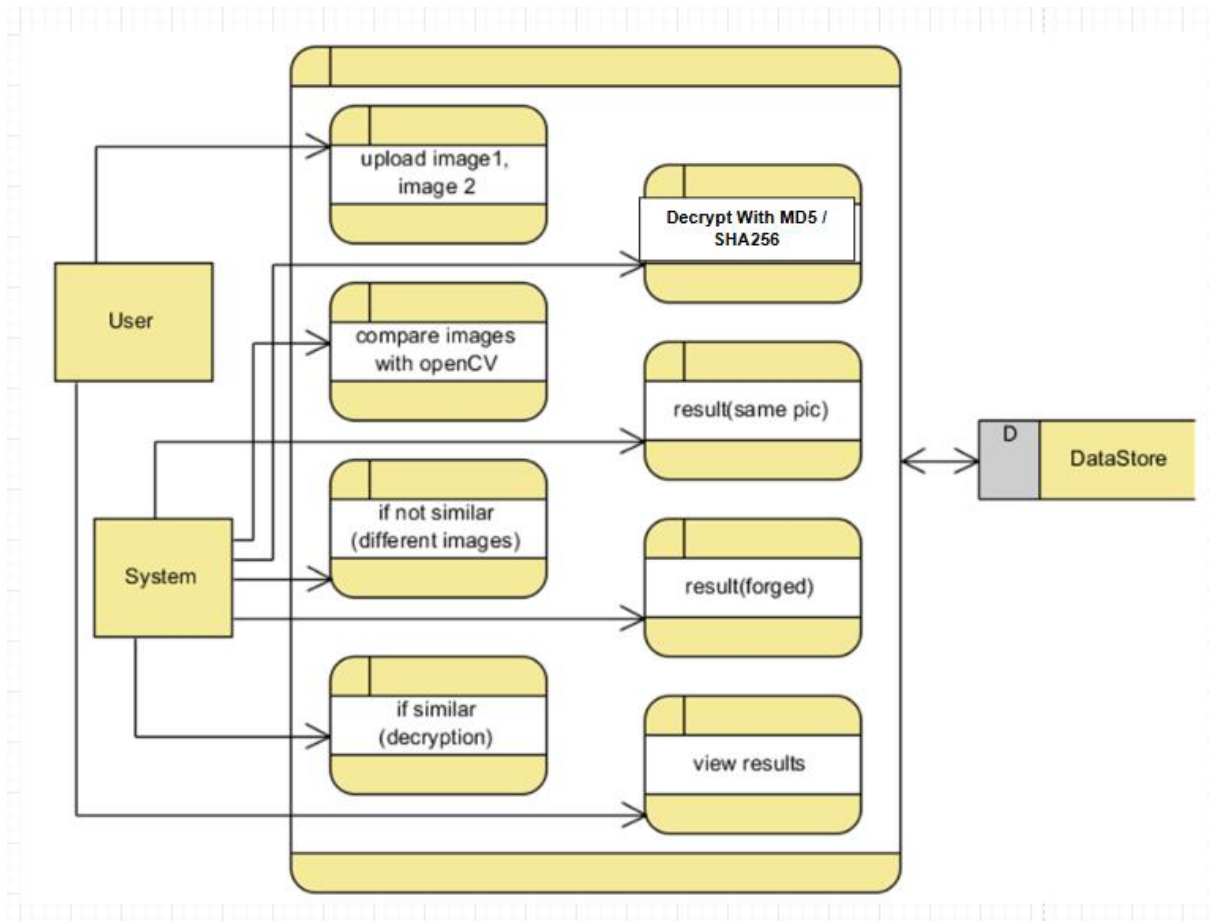 upload image1,
image 2
Decrypt With MD5 /
SHA256
User
compare images
with openCV
result(same pic)
D
DataStore
if not similar
(different images)
System
result(forged)
if similar
(decryption)
view results